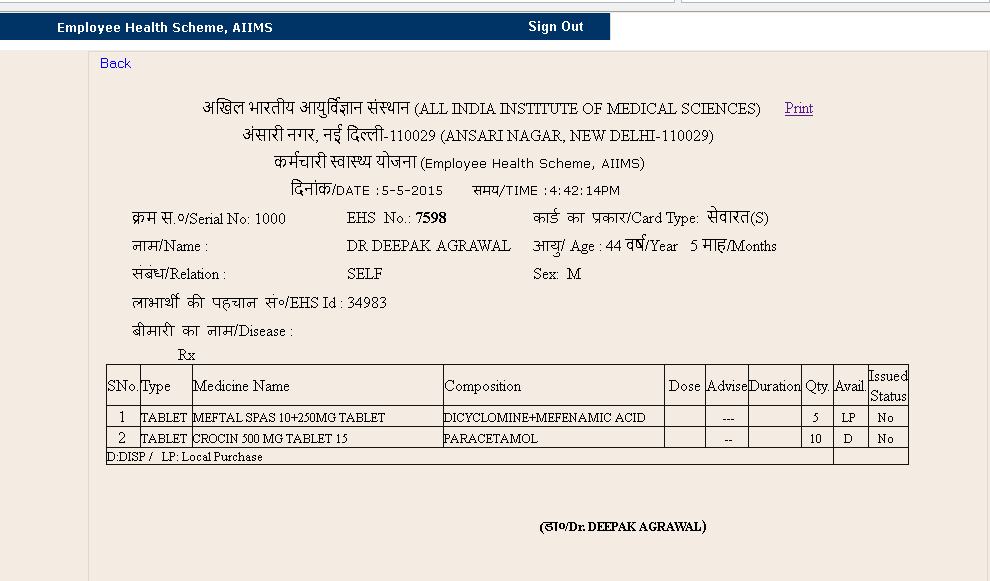 Employee Health Scheme, AIIMS Sign Out
Back
अखिल भारतीय आयुर्विज्ञान संस्थान (ALL INDIA INSTITUTE OF MEDICAL SCIENCES) Print
अंसारी नगर, नई दिल्ली-110029 (ANSARI NAGAR, NEW DELHI-110029)
कर्मचारी स्वास्थ्य योजना (Employee Health Scheme, AIIMS)
दिनांक/DATE :5-5-2015 समय/TIME :4:42:14PM
क्रम स.०/Serial No: 1000 EHS No.: 7598 कार्ड का प्रकार/Card Type: सेवारत(S)
नाम/Name : DR DEEPAK AGRAWAL आयु/ Age : 44 वर्ष/Year 5 माह/Months
संबंध/Relation : SELF Sex: M
लाभार्थी की पहचान सं०/EHS Id : 34983
बीमारी का नाम/Disease :
Rx
SNo. Type Medicine Name Composition Dose Advise Duration Qty. Avail. Issued Status
1 TABLET MEFTAL SPAS 10+250MG TABLET DICYCLOMINE+MEFENAMIC ACID --- 5 LP No
2 TABLET CROCIN 500 MG TABLET 15 PARACETAMOL -- 10 D No
D:DISP / LP: Local Purchase
(डा०/Dr. DEEPAK AGRAWAL)